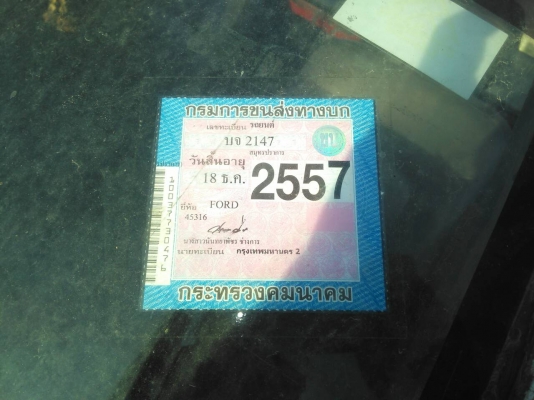 กรมการขนส่งทางบก
เลขทะเบียน รถยนต์
บจ 2147
สมุทรปราการ
วันสิ้นอายุ
18 ธ.ค. 2557
ยี่ห้อ FORD
45316
นายทะเบียน กรุงเทพมหานคร 2
กระทรวงคมนาคม
10037730476